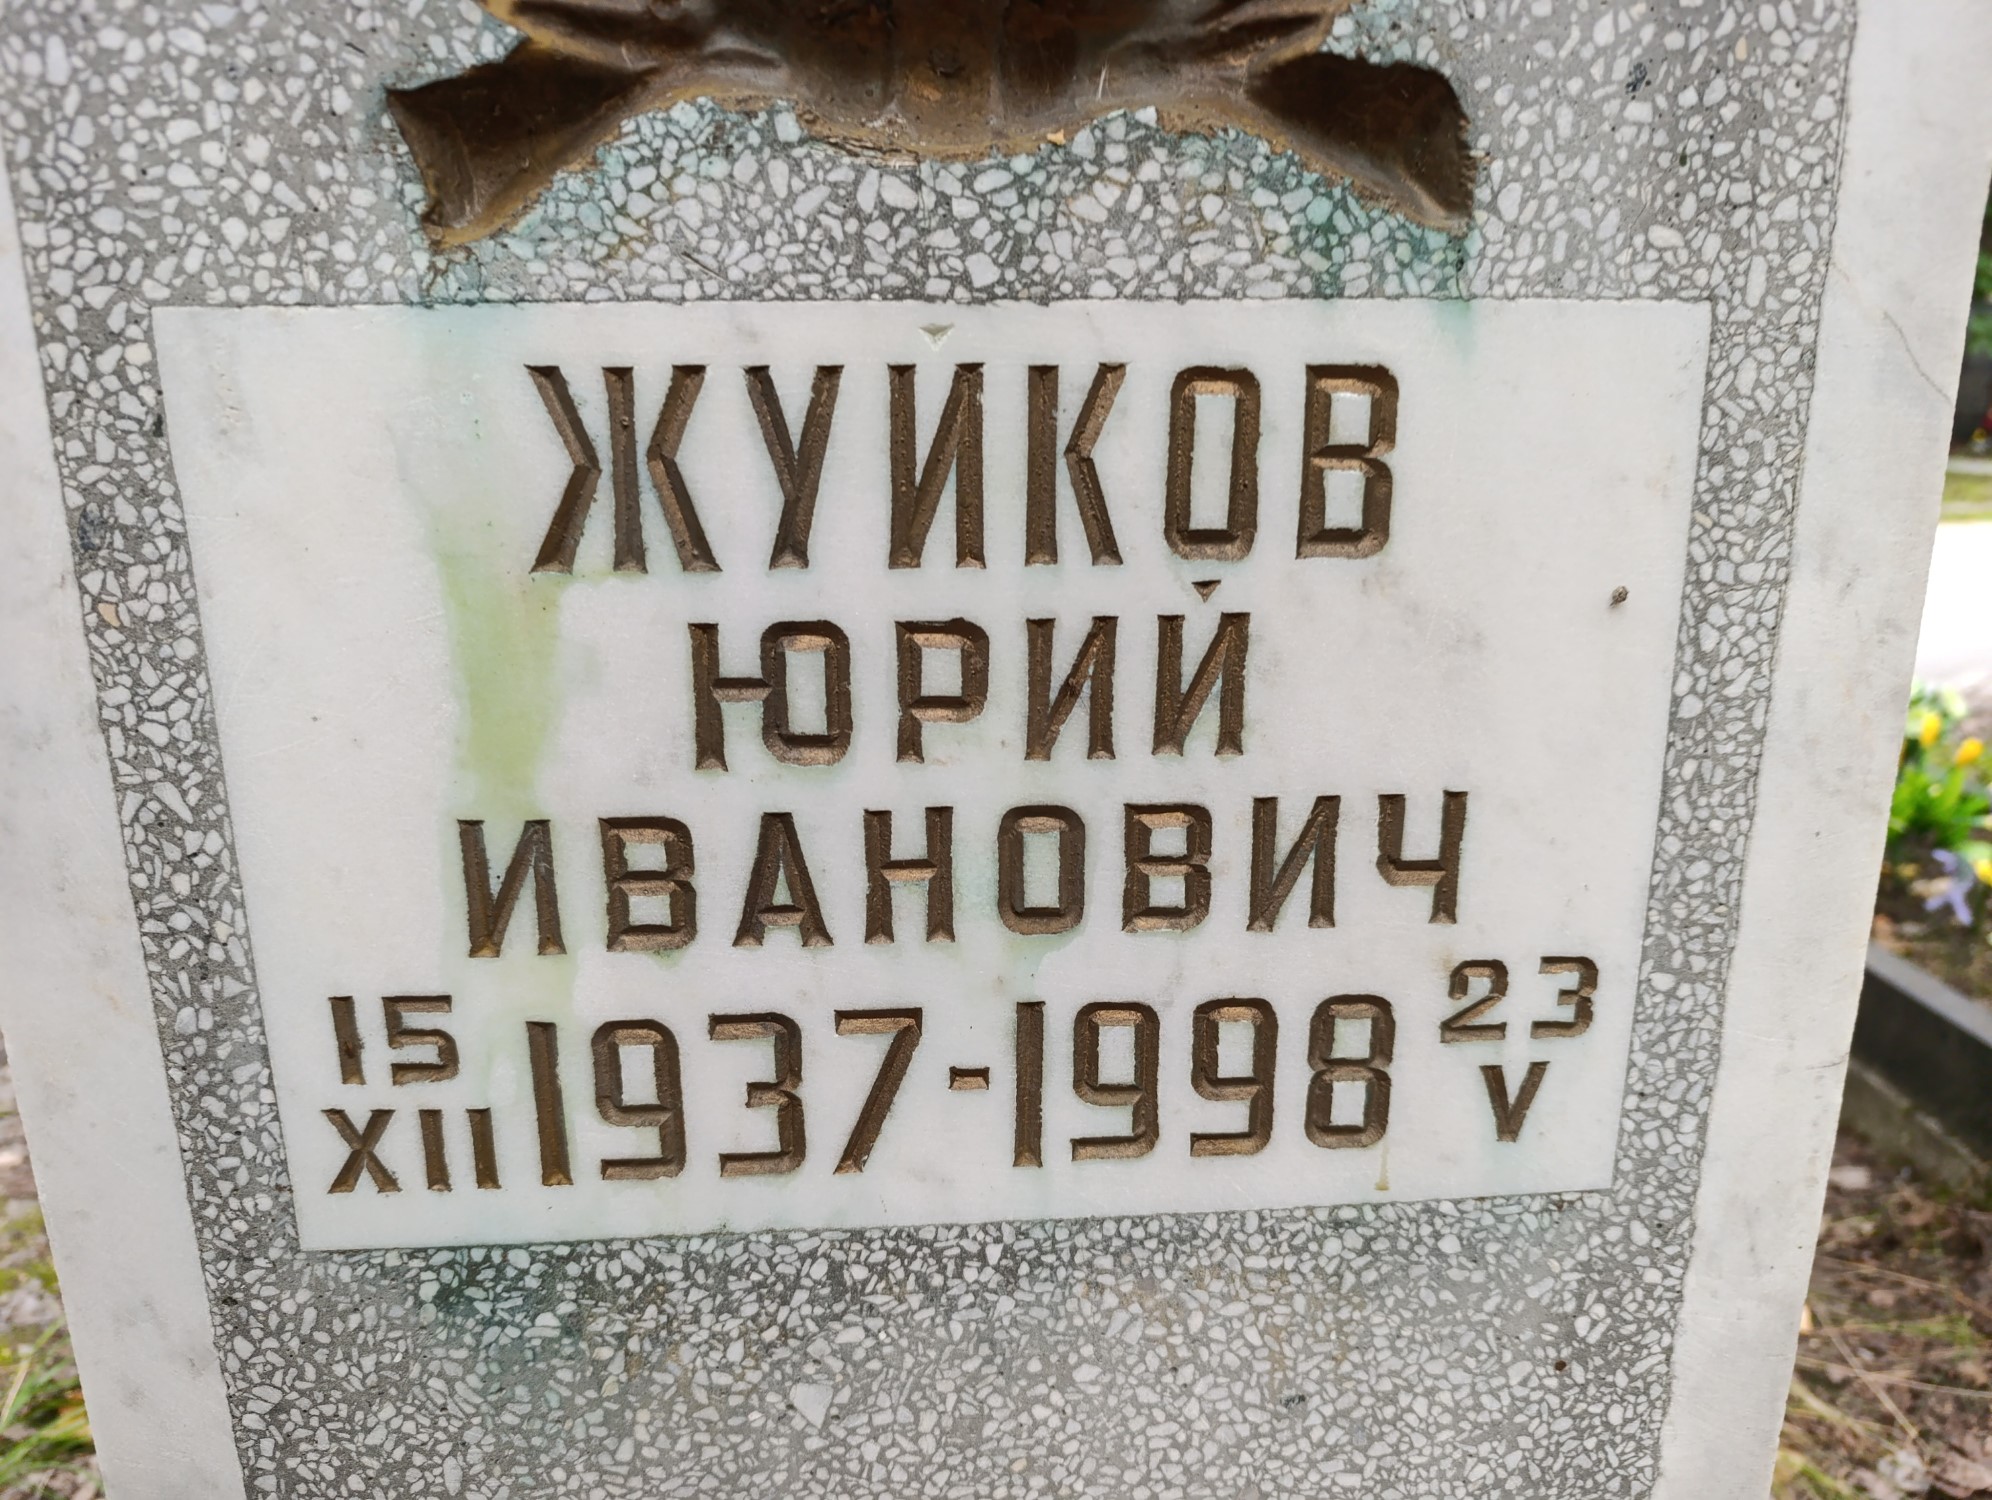 ЖУЙКОВ
ЮРИЙ
ИВАНОВИЧ
15 XII 1937-1998 23 V